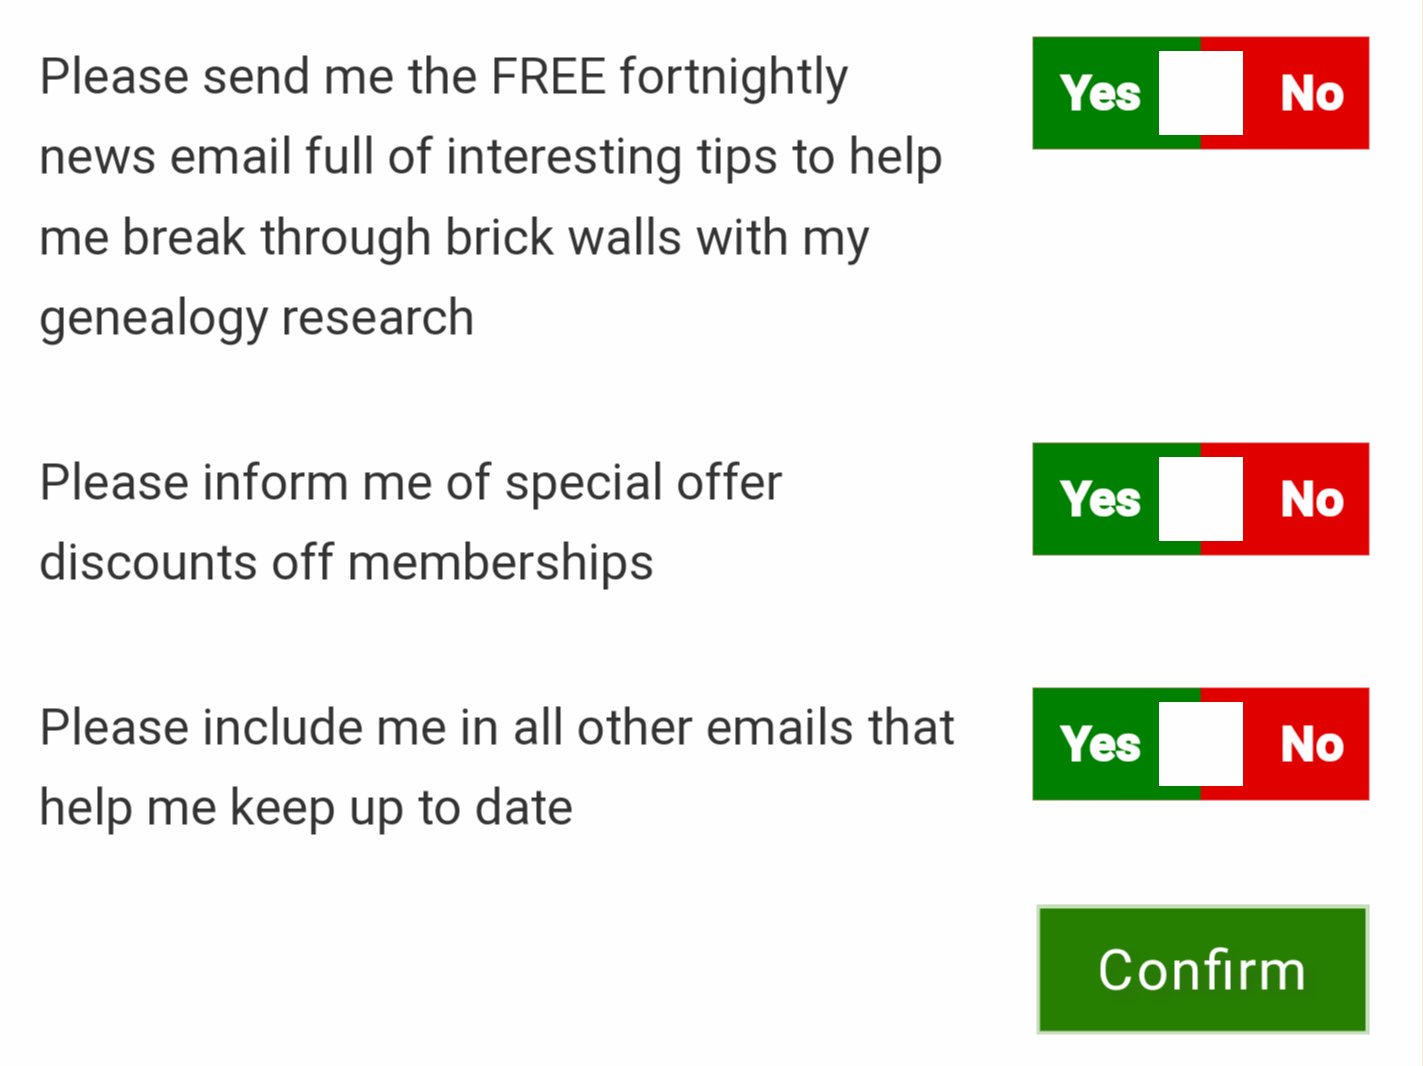 Please send me the FREE fortnightly
news email full of interesting tips to help
me break through brick walls with my
genealogy research
Yes No
Please inform me of special offer
discounts off memberships
Yes No
Please include me in all other emails that
help me keep up to date
Yes No
Confirm